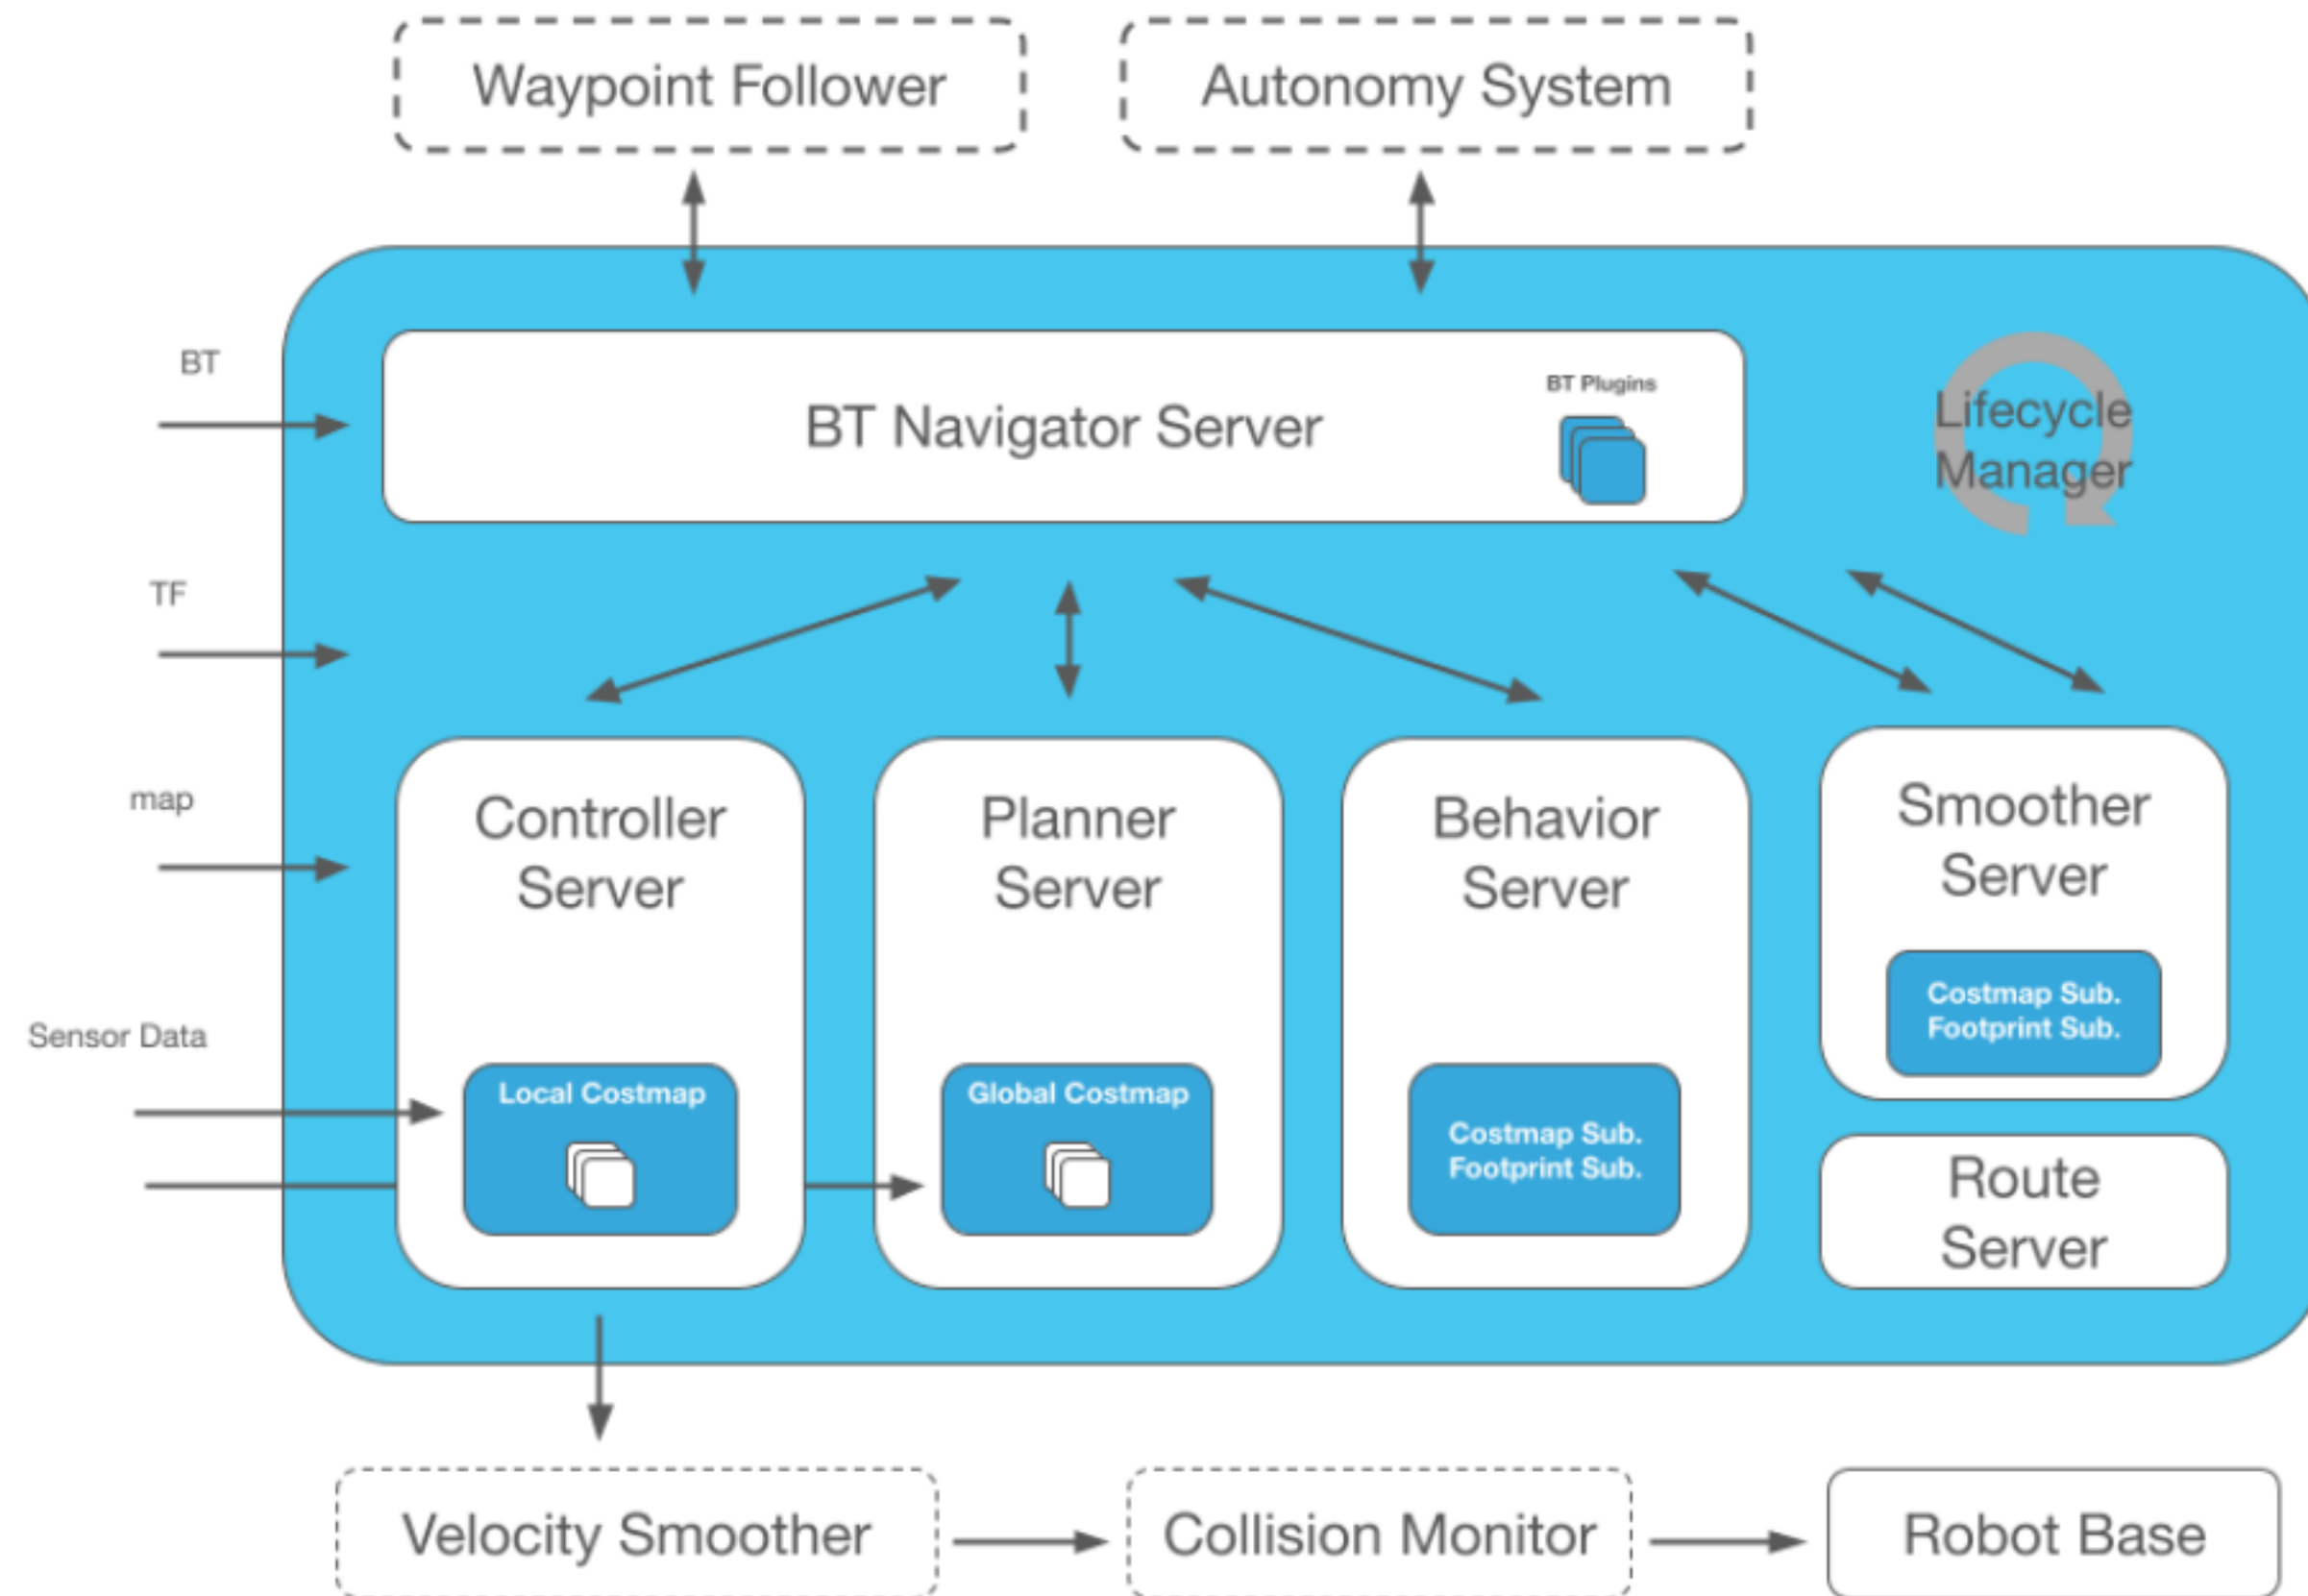 Waypoint Follower
Autonomy System
BT
BT Navigator Server
BT Plugins
Lifecycle
Manager
TF
map
Controller
Server
Planner
Server
Behavior
Server
Smoother
Server
Sensor Data
Local Costmap
Global Costmap
Costmap Sub.
Footprint Sub.
Costmap Sub.
Footprint Sub.
Route
Server
Velocity Smoother
Collision Monitor
Robot Base